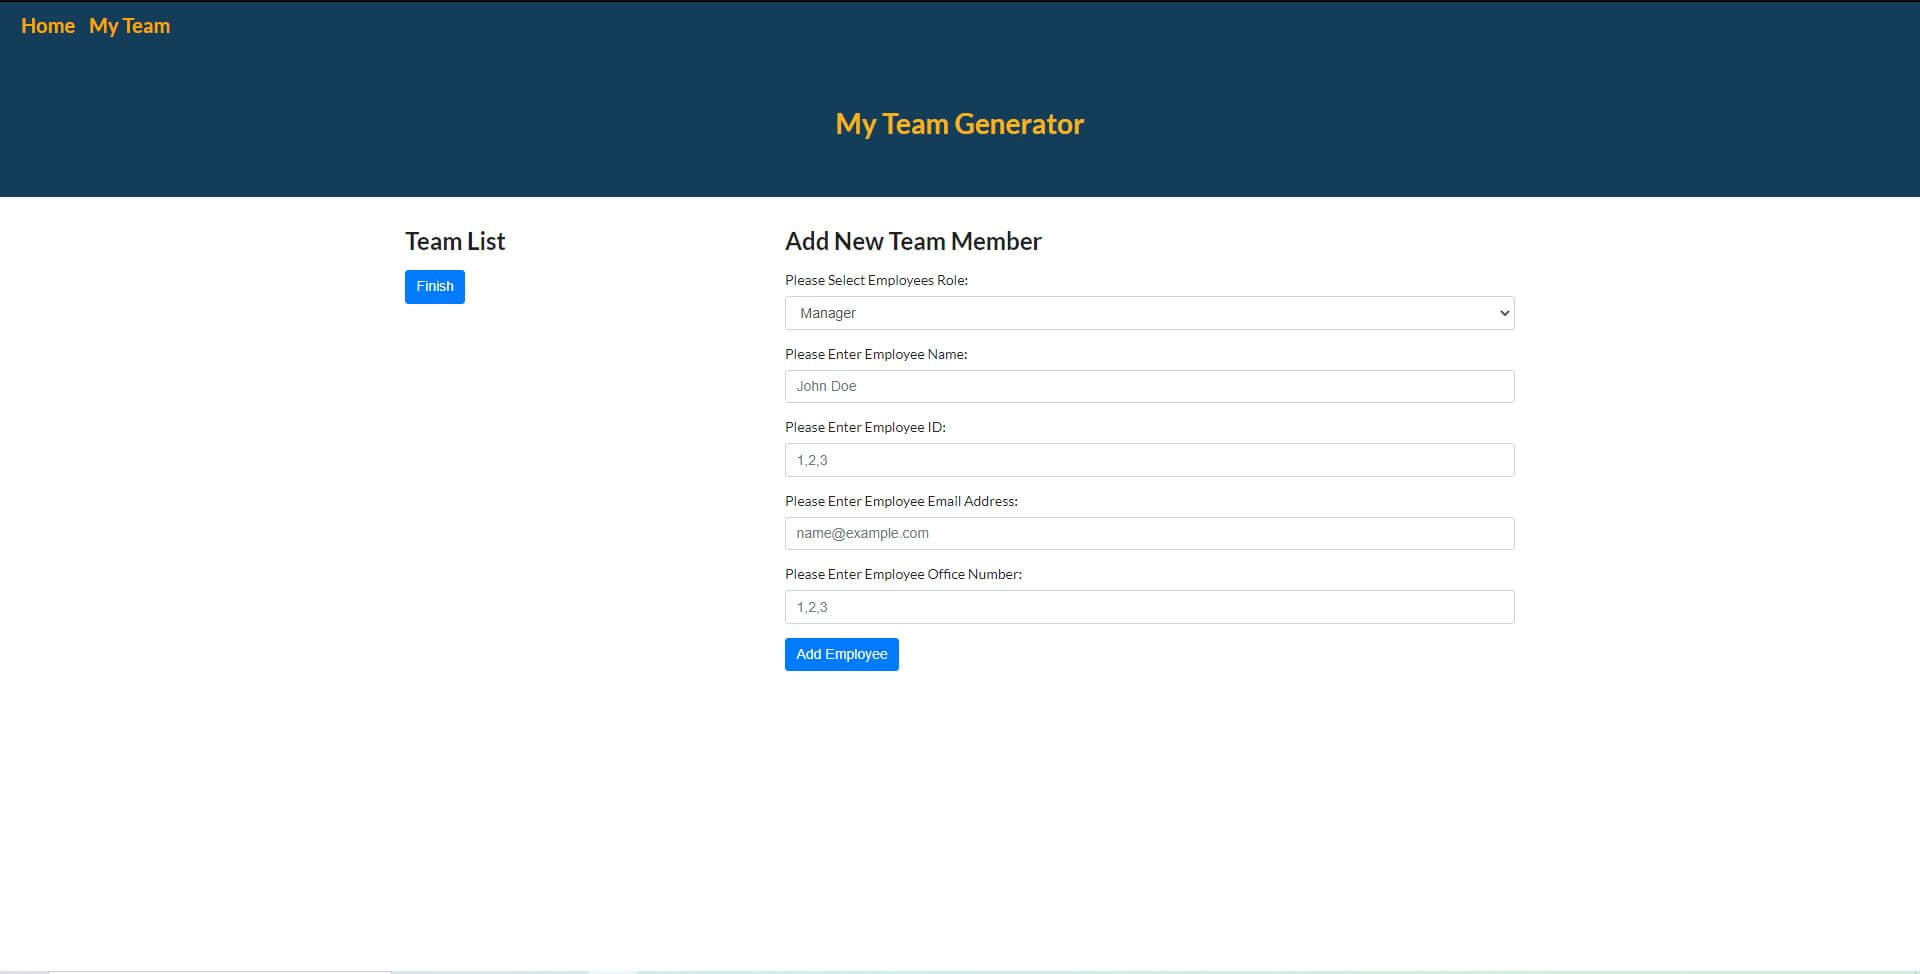 Home My Team
My Team Generator
Team List
Finish
Add New Team Member
Please Select Employees Role:
Manager
Please Enter Employee Name:
John Doe
Please Enter Employee ID:
1,2,3
Please Enter Employee Email Address:
name@example.com
Please Enter Employee Office Number:
1,2,3
Add Employee